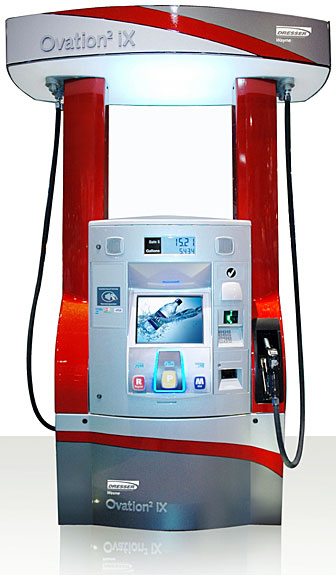 Ovation² iX
DRESSER
Wayne
Sale $
15.21
Gallons
5.434
R
P
M
DRESSER
Wayne
Ovation² iX